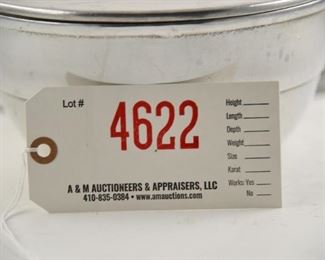 Lot #
4622
Height
Length
Depth
Weight
Size
Karat
Works: Yes
No
A & M AUCTIONEERS & APPRAISERS, LLC
410-835-0384 • www.amauctions.com